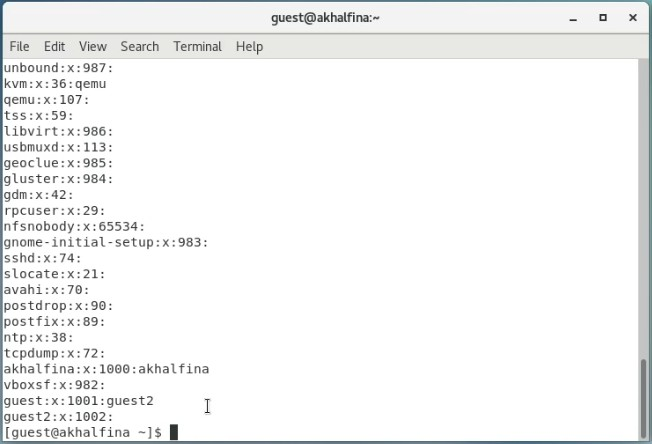 guest@akhalfina:~
File Edit View Search Terminal Help
unbound:x:987:
kvm:x:36:qemu
qemu:x:107:
tss:x:59:
libvirt:x:986:
usbmuxd:x:113:
geoclue:x:985:
gluster:x:984:
gdm:x:42:
rpcuser:x:29:
nfsnobody:x:65534:
gnome-initial-setup:x:983:
sshd:x:74:
slocate:x:21:
avahi:x:70:
postdrop:x:90:
postfix:x:89:
ntp:x:38:
tcpdump:x:72:
akhalfina:x:1000:akhalfina
vboxsf:x:982:
guest:x:1001:guest2
guest2:x:1002:
[guest@akhalfina ~]$